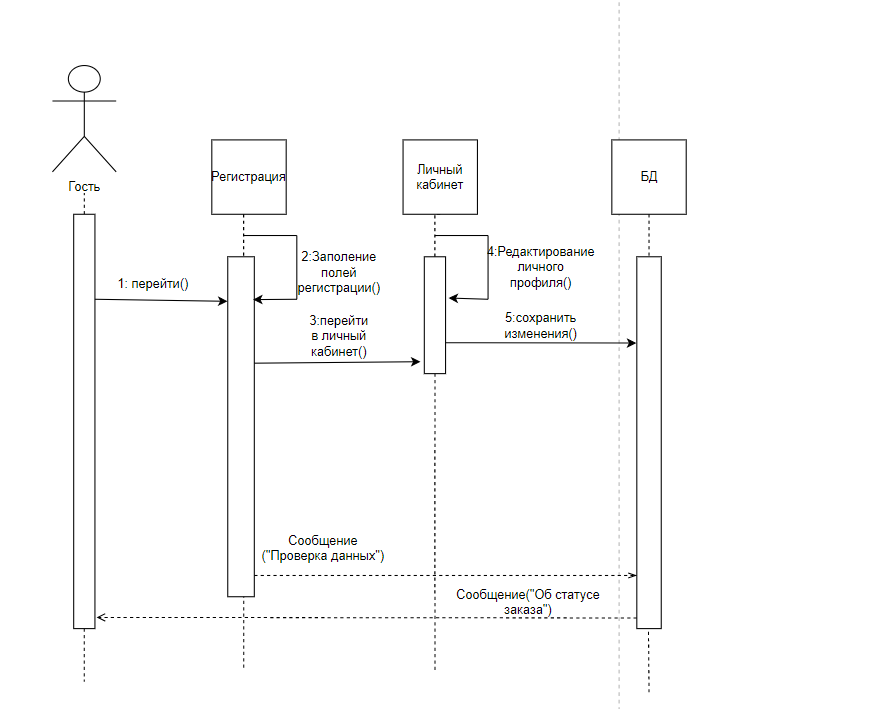 Гость
Регистрация
Личный
кабинет
БД
1: перейти()
2:Заполение
полей
регистрации()
3:перейти
в личный
кабинет()
4:Редактирование
личного
профиля()
5:сохранить
изменения()
Сообщение
("Проверка данных")
Сообщение("Об статусе
заказа")